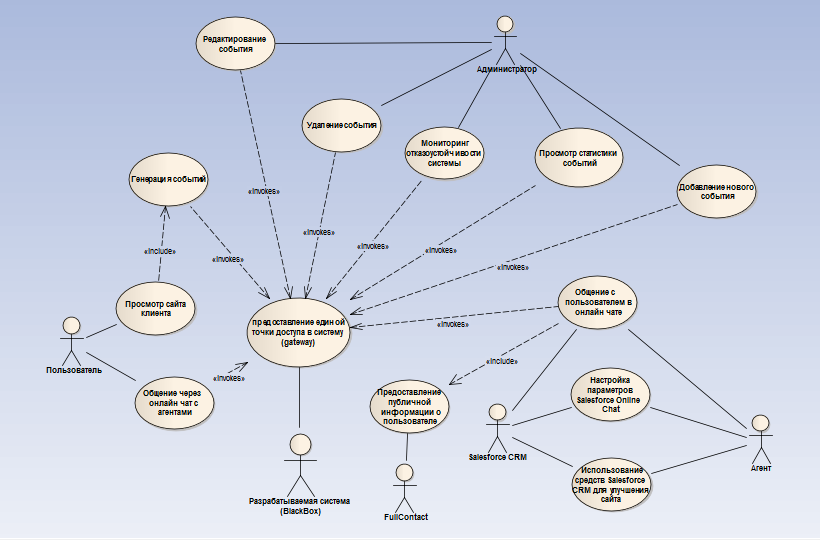 Редактирование
события
Администратор
Удаление события
Мониторинг
отказоустойчивости
системы
Просмотр статистики
событий
Генерация событий
Добавление нового
события
«invokes»
«invokes»
«include»
«invokes»
«invokes»
«invokes»
«invokes»
Просмотр сайта
клиента
Общение с
пользователем в
онлайн чате
предоставление единой
точки доступа в систему
(gateway)
«invokes»
Пользователь
«include»
«invokes»
Общение через
онлайн чат с
агентами
Предоставление
публичной
информации о
пользователе
Настройка
параметров
Salesforce Online
Chat
Salesforce CRM
Агент
Использование
средств Salesforce
CRM для улучшения
сайта
Разрабатываемая система
(BlackBox)
FullContact